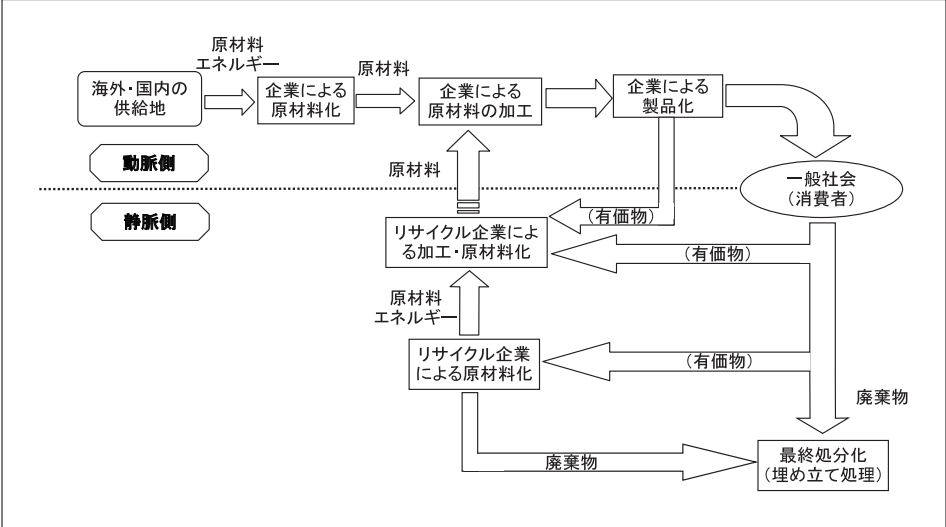 原材料
エネルギー
原材料
海外・国内の
供給地
企業による
原材料化
企業による
原材料の加工
企業による
製品化
動脈側
原材料
一般社会
(消費者)
静脈側
(有価物)
リサイクル企業によ
る加工・原材料化
(有価物)
原材料
エネルギー
リサイクル企業
による原材料化
(有価物)
廃棄物
廃棄物
最終処分化
(埋め立て処理)